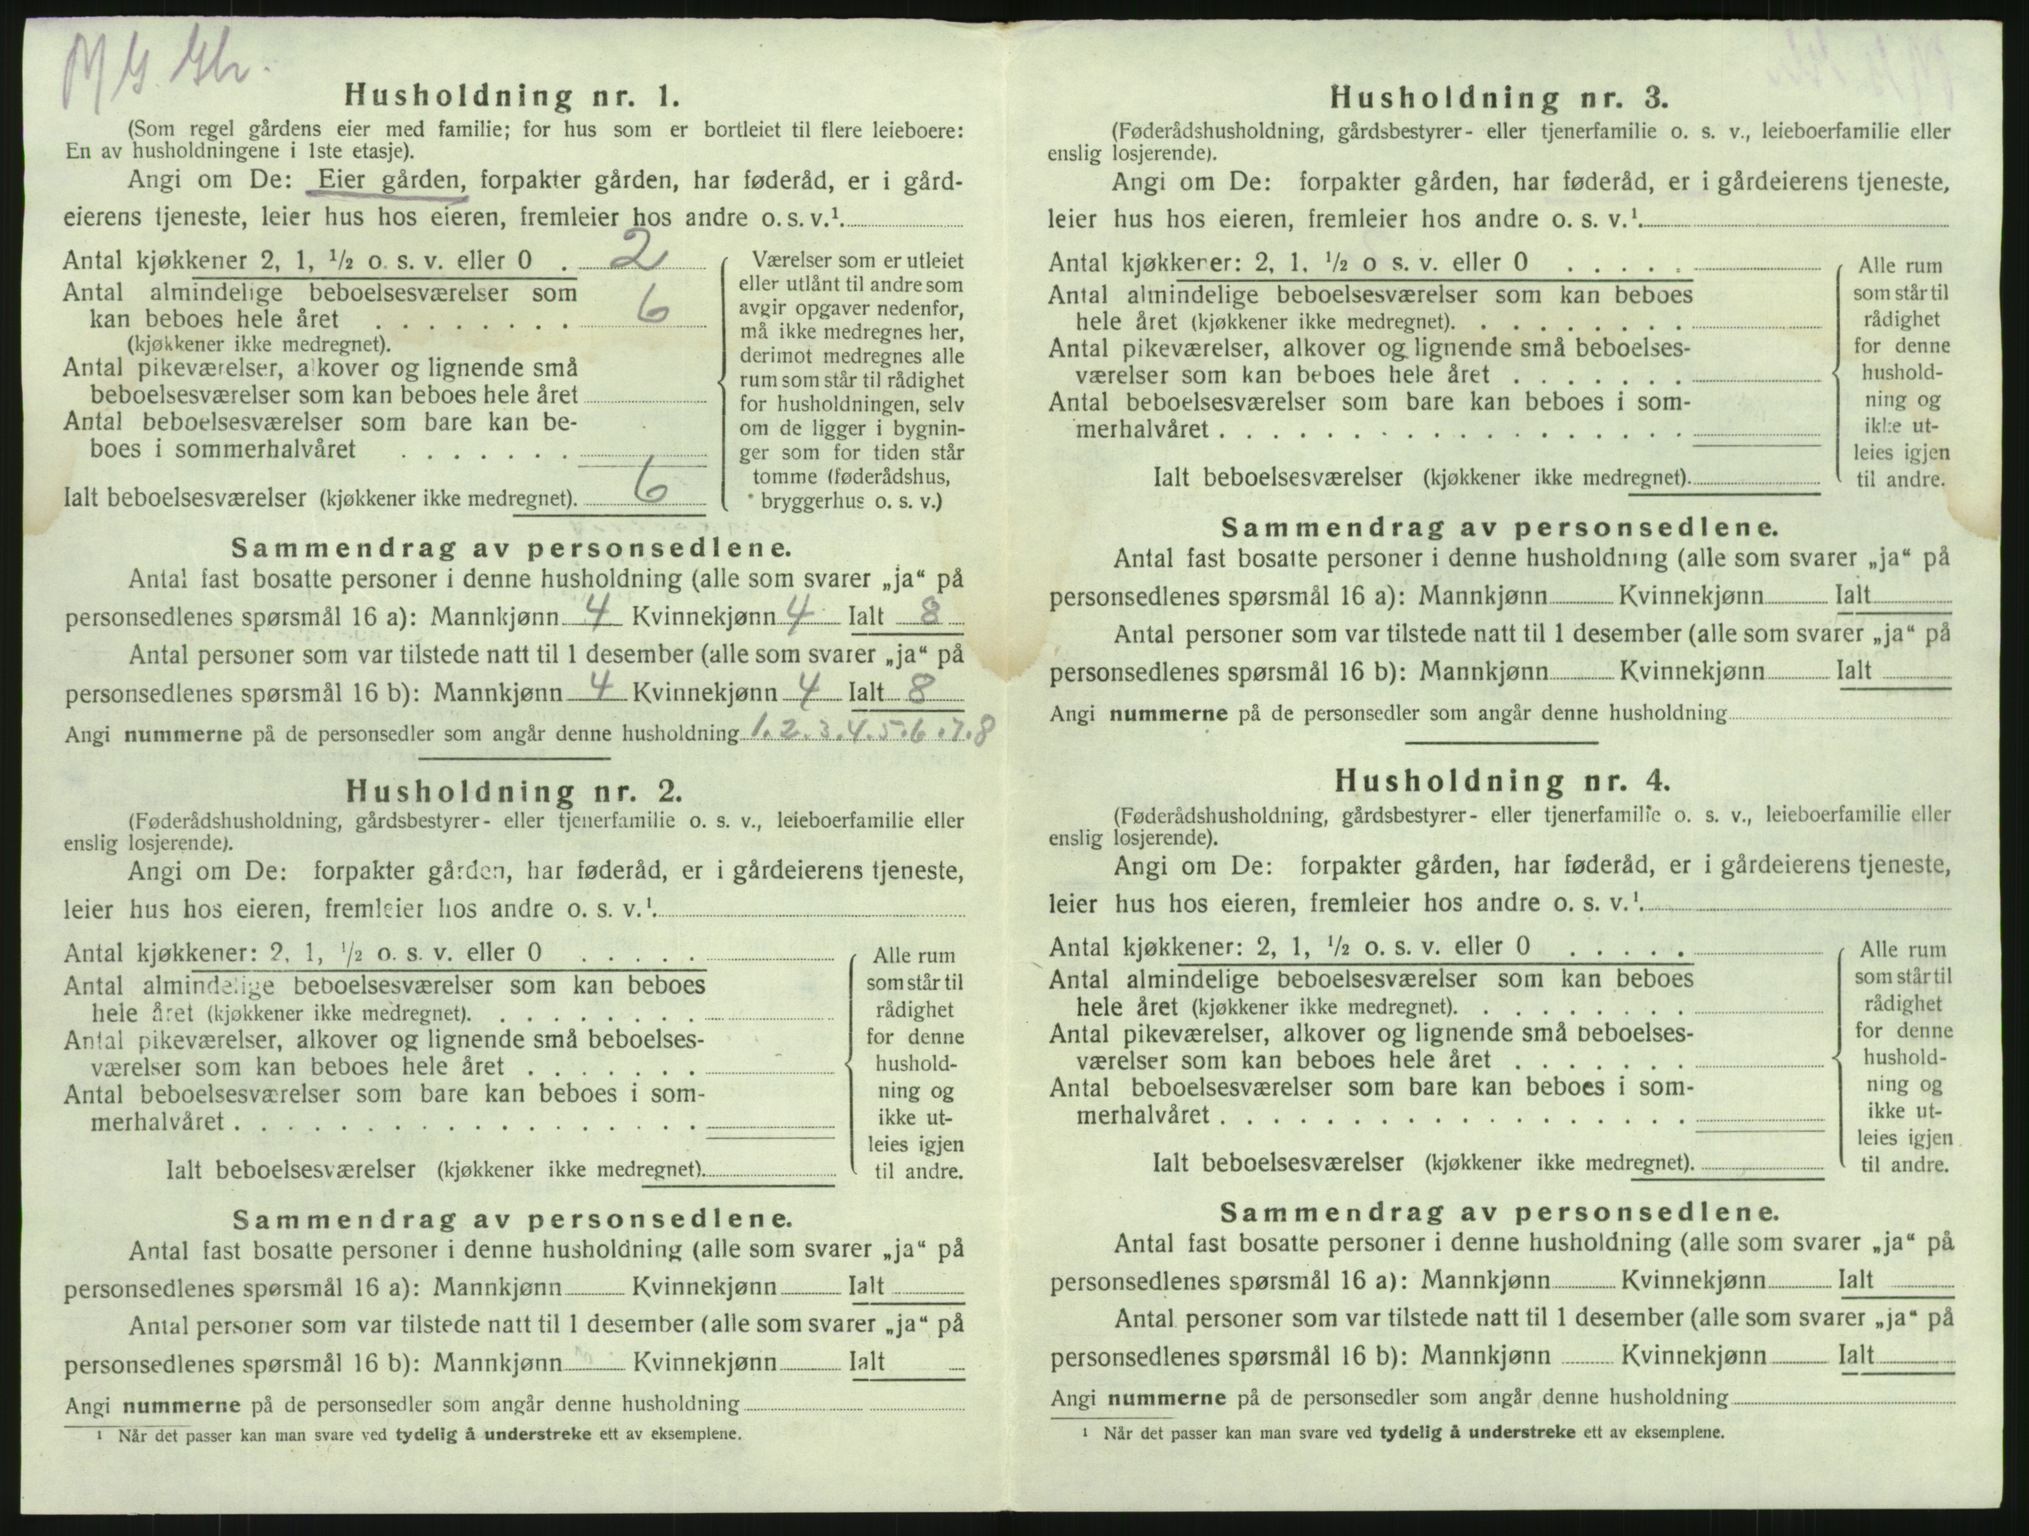 Husholdning nr. 1.
(Som regel gårdens eier med familie; for hus som er bortleiet til flere leieboere:
En av husholdningene i 1ste etasje).
Angi om De: Eier gården, forpakter gården, har føderåd, er i gård-
eierens tjeneste, leier hus hos eieren, fremleier hos andre o. s. v.¹.
Antal kjøkkener 2, 1, ½ o. s. v. eller 0 . 2
Antal almindelige beboelsesværelser som
kan beboes hele året . . . . . . . . 6
(kjøkkener ikke medregnet).
Antal pikeværelser, alkover og lignende små
beboelsesværelser som kan beboes hele året
Antal beboelsesværelser som bare kan be-
boes i sommerhalvåret . . . . . . .
Ialt beboelsesværelser (kjøkkener ikke medregnet). 6
Værelser som er utleiet
eller utlånt til andre som
avgir opgaver nedenfor,
må ikke medregnes her,
derimot medregnes alle
rum som står til rådighet
for husholdningen, selv
om de ligger i bygnin-
ger som for tiden står
tomme (føderådshus,
bryggerhus o. s. v.)
Sammendrag av personsedlene.
Antal fast bosatte personer i denne husholdning (alle som svarer „ja“ på
personsedlenes spørsmål 16 a): Mannkjønn 4 Kvinnekjønn 4 Ialt 8
Antal personer som var tilstede natt til 1 desember (alle som svarer „ja“ på
personsedlenes spørsmål 16 b): Mannkjønn 4 Kvinnekjønn 4 Ialt 8
Angi nummerne på de personsedler som angår denne husholdning 1.2.3.4.5.6.7.8
Husholdning nr. 2.
(Føderådshusholdning, gårdsbestyrer- eller tjenerfamilie o. s. v., leieboerfamilie eller
enslig losjerende).
Angi om De: forpakter gården, har føderåd, er i gårdeierens tjeneste,
leier hus hos eieren, fremleier hos andre o. s. v.¹.
Antal kjøkkener: 2, 1, ½ o. s. v. eller 0 . . . . .
Antal almindelige beboelsesværelser som kan beboes
hele året (kjøkkener ikke medregnet). . . . . . . . .
Antal pikeværelser, alkover og lignende små beboelses-
værelser som kan beboes hele året . . . . . . .
Antal beboelsesværelser som bare kan beboes i som-
merhalvåret . . . . . . . . . . . . . . . . . .
Ialt beboelsesværelser (kjøkkener ikke medregnet).
Alle rum
som står til
rådighet
for denne
hushold-
ning og
ikke ut-
leies igjen
til andre.
Sammendrag av personsedlene.
Antal fast bosatte personer i denne husholdning (alle som svarer „ja“ på
personsedlenes spørsmål 16 a): Mannkjønn Kvinnekjønn Ialt
Antal personer som var tilstede natt til 1 desember (alle som svarer „ja“ på
personsedlenes spørsmål 16 b): Mannkjønn Kvinnekjønn Ialt
Angi nummerne på de personsedler som angår denne husholdning
¹ Når det passer kan man svare ved tydelig å understreke ett av eksemplene.
Husholdning nr. 3.
(Føderådshusholdning, gårdsbestyrer- eller tjenerfamilie o. s. v., leieboerfamilie eller
enslig losjerende).
Angi om De: forpakter gården, har føderåd, er i gårdeierens tjeneste,
leier hus hos eieren, fremleier hos andre o. s. v.¹.
Antal kjøkkener: 2, 1, ½ o s. v. eller 0 . . . . .
Antal almindelige beboelsesværelser som kan beboes
hele året (kjøkkener ikke medregnet). . . . . . . . .
Antal pikeværelser, alkover og lignende små beboelses-
værelser som kan beboes hele året . . . . . . .
Antal beboelsesværelser som bare kan beboes i som-
merhalvåret . . . . . . . . . . . . . . . . . .
Ialt beboelsesværelser (kjøkkener ikke medregnet).
Alle rum
som står til
rådighet
for denne
hushold-
ning og
ikke ut-
leies igjen
til andre.
Sammendrag av personsedlene.
Antal fast bosatte personer i denne husholdning (alle som svarer „ja“ på
personsedlenes spørsmål 16 a): Mannkjønn Kvinnekjønn Ialt
Antal personer som var tilstede natt til 1 desember (alle som svarer „ja“ på
personsedlenes spørsmål 16 b): Mannkjønn Kvinnekjønn Ialt
Angi nummerne på de personsedler som angår denne husholdning
Husholdning nr. 4.
(Føderådshusholdning, gårdsbestyrer- eller tjenerfamilie o. s. v., leieboerfamilie eller
enslig losjerende).
Angi om De: forpakter gården, har føderåd, er i gårdeierens tjeneste,
leier hus hos eieren, fremleier hos andre o. s. v.¹.
Antal kjøkkener: 2, 1, ½ o. s. v. eller 0 . . . . .
Antal almindelige beboelsesværelser som kan beboes
hele året (kjøkkener ikke medregnet). . . . . . . . .
Antal pikeværelser, alkover og lignende små beboelses-
værelser som kan beboes hele året . . . . . . .
Antal beboelsesværelser som bare kan beboes i som-
merhalvåret . . . . . . . . . . . . . . . . . .
Ialt beboelsesværelser (kjøkkener ikke medregnet).
Alle rum
som står til
rådighet
for denne
hushold-
ning og
ikke ut-
leies igjen
til andre.
Sammendrag av personsedlene.
Antal fast bosatte personer i denne husholdning (alle som svarer „ja“ på
personsedlenes spørsmål 16 a): Mannkjønn Kvinnekjønn Ialt
Antal personer som var tilstede natt til 1 desember (alle som svarer „ja“ på
personsedlenes spørsmål 16 b): Mannkjønn Kvinnekjønn Ialt
Angi nummerne på de personsedler som angår denne husholdning
¹ Når det passer kan man svare ved tydelig å understreke ett av eksemplene.